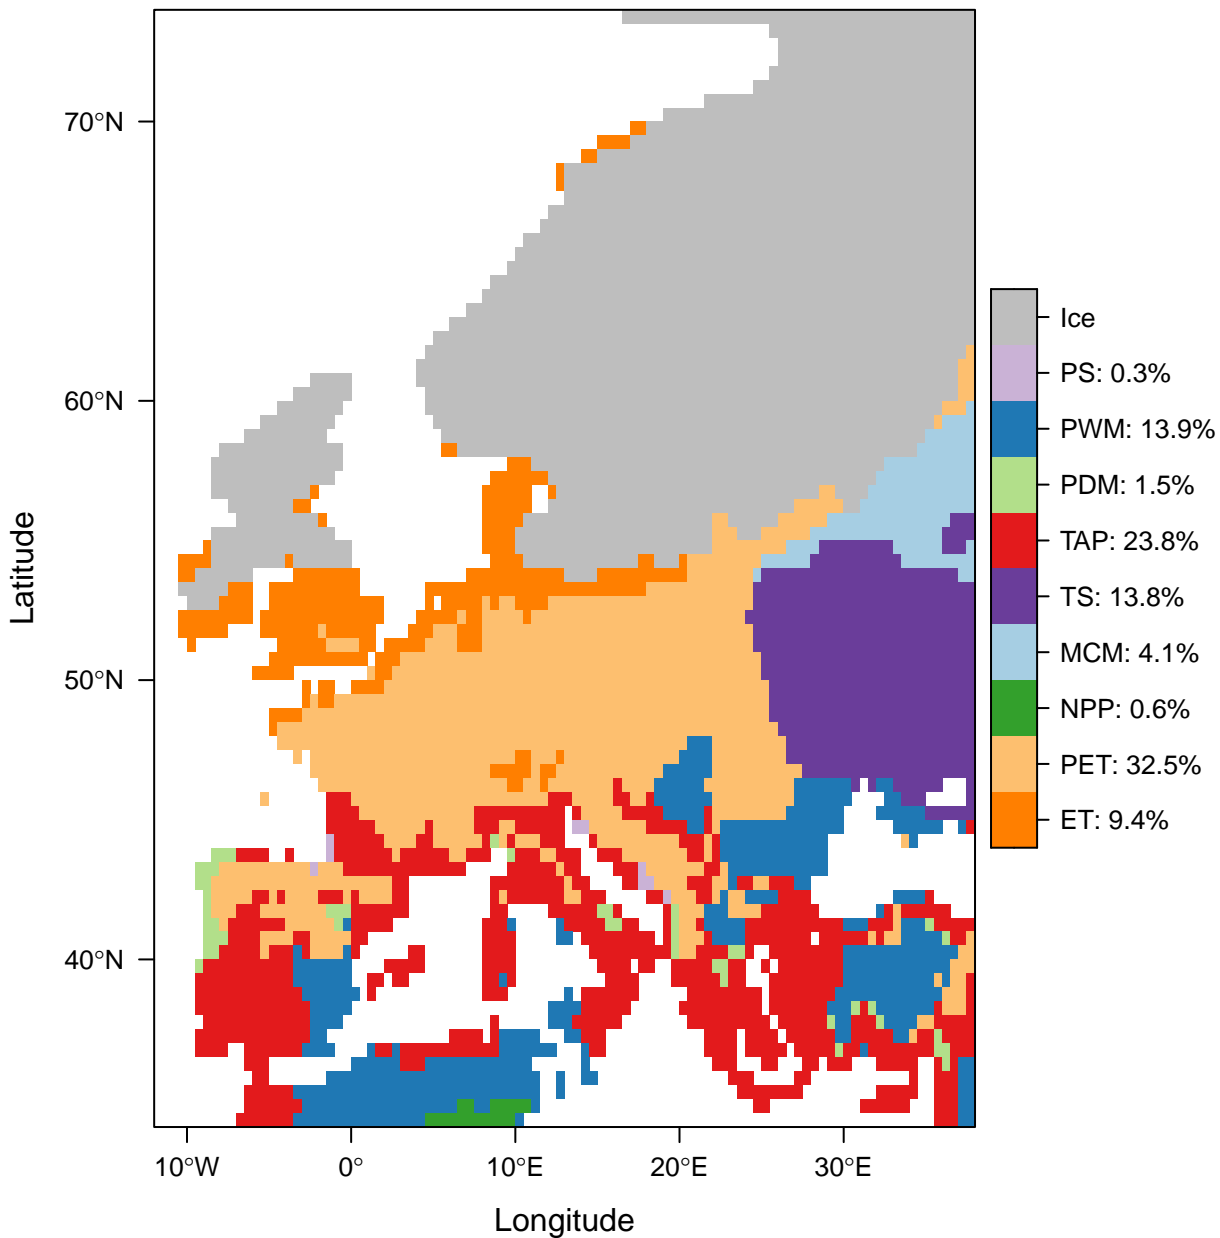 70°N
60°N
50°N
40°N
Latitude
10°W 0° 10°E 20°E 30°E
Longitude
Ice
PS: 0.3%
PWM: 13.9%
PDM: 1.5%
TAP: 23.8%
TS: 13.8%
MCM: 4.1%
NPP: 0.6%
PET: 32.5%
ET: 9.4%